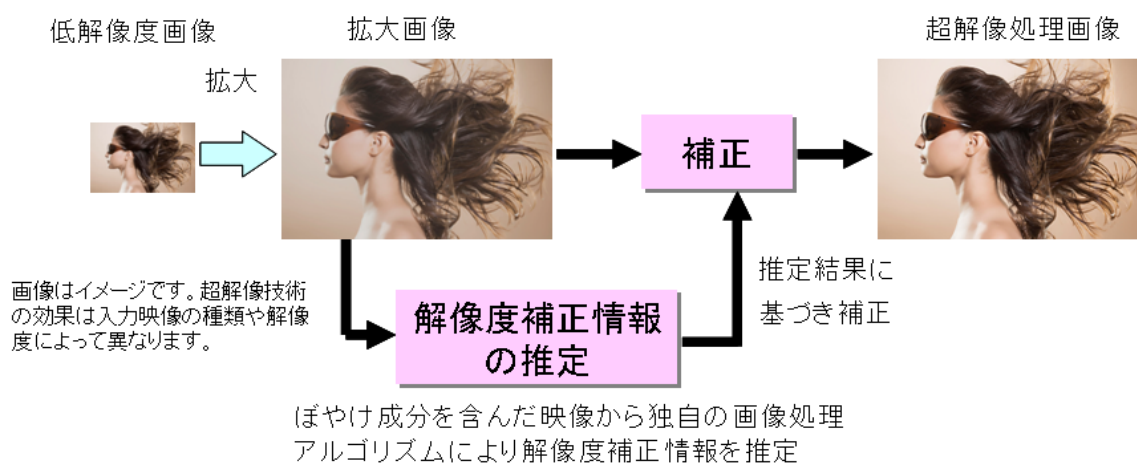 低解像度画像
拡大画像
超解像処理画像
拡大
補正
画像はイメージです。超解像技術
の効果は入力映像の種類や解像
度によって異なります。
解像度補正情報
の推定
推定結果に
基づき補正
ぼやけ成分を含んだ映像から独自の画像処理
アルゴリズムにより解像度補正情報を推定